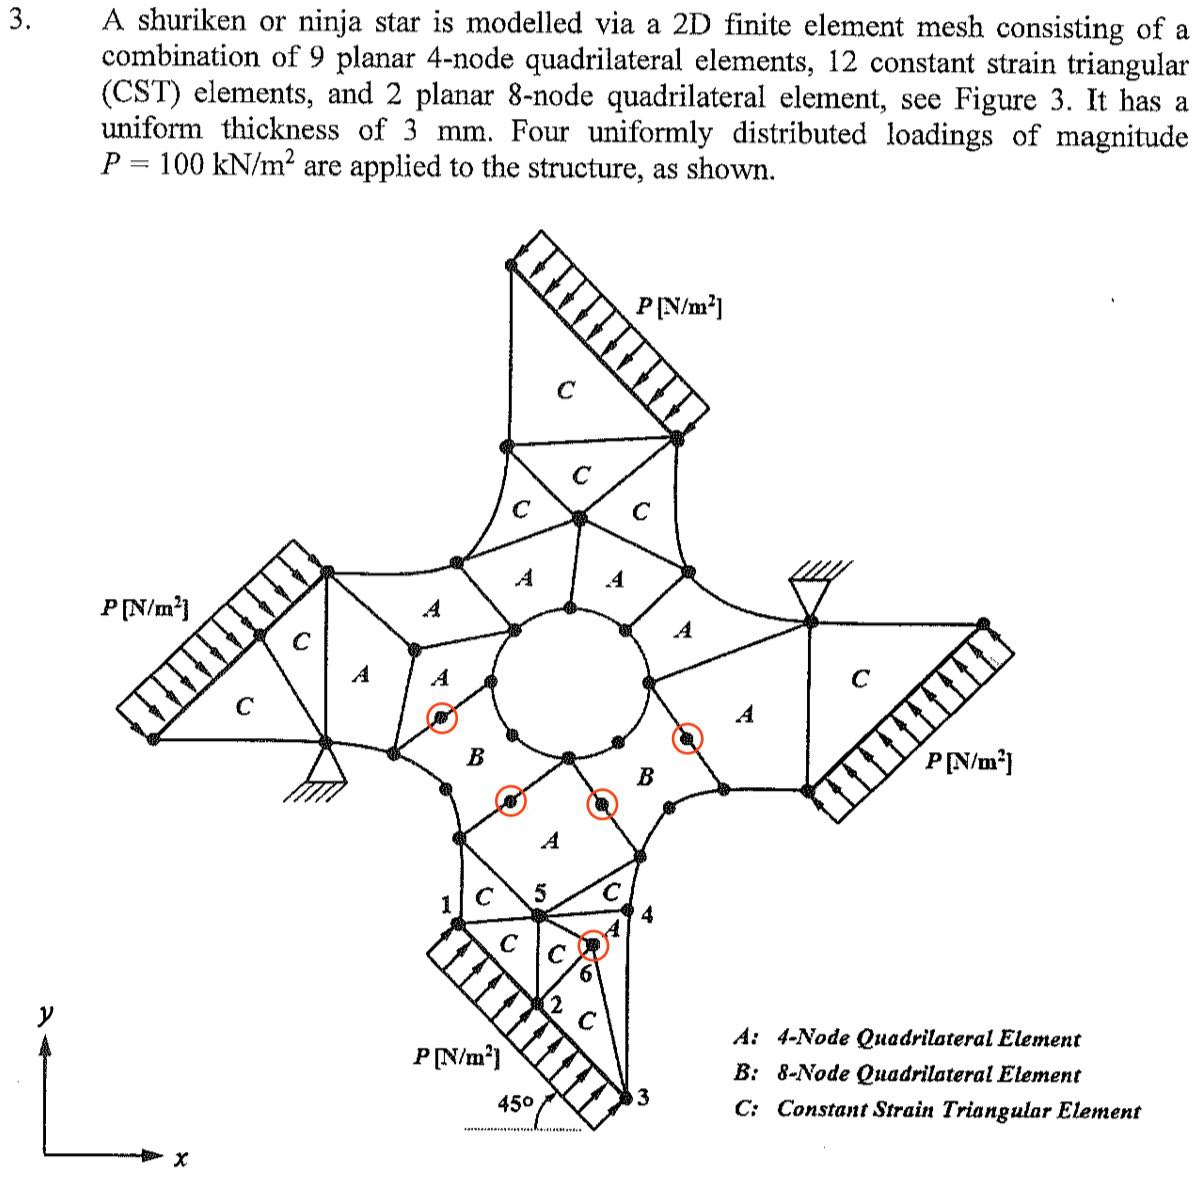 3. A shuriken or ninja star is modelled via a 2D finite element mesh consisting of a
combination of 9 planar 4-node quadrilateral elements, 12 constant strain triangular
(CST) elements, and 2 planar 8-node quadrilateral element, see Figure 3. It has a
uniform thickness of 3 mm. Four uniformly distributed loadings of magnitude
P = 100 kN/m² are applied to the structure, as shown.
P [N/m²]
C
C
C
C
A
A
P [N/m²]
A
A
C
A
A
C
C
A
B
B
P [N/m²]
A
1
C
5
C
4
C
C
A
6
2
C
P [N/m²]
45°
3
y
x
A: 4-Node Quadrilateral Element
B: 8-Node Quadrilateral Element
C: Constant Strain Triangular Element